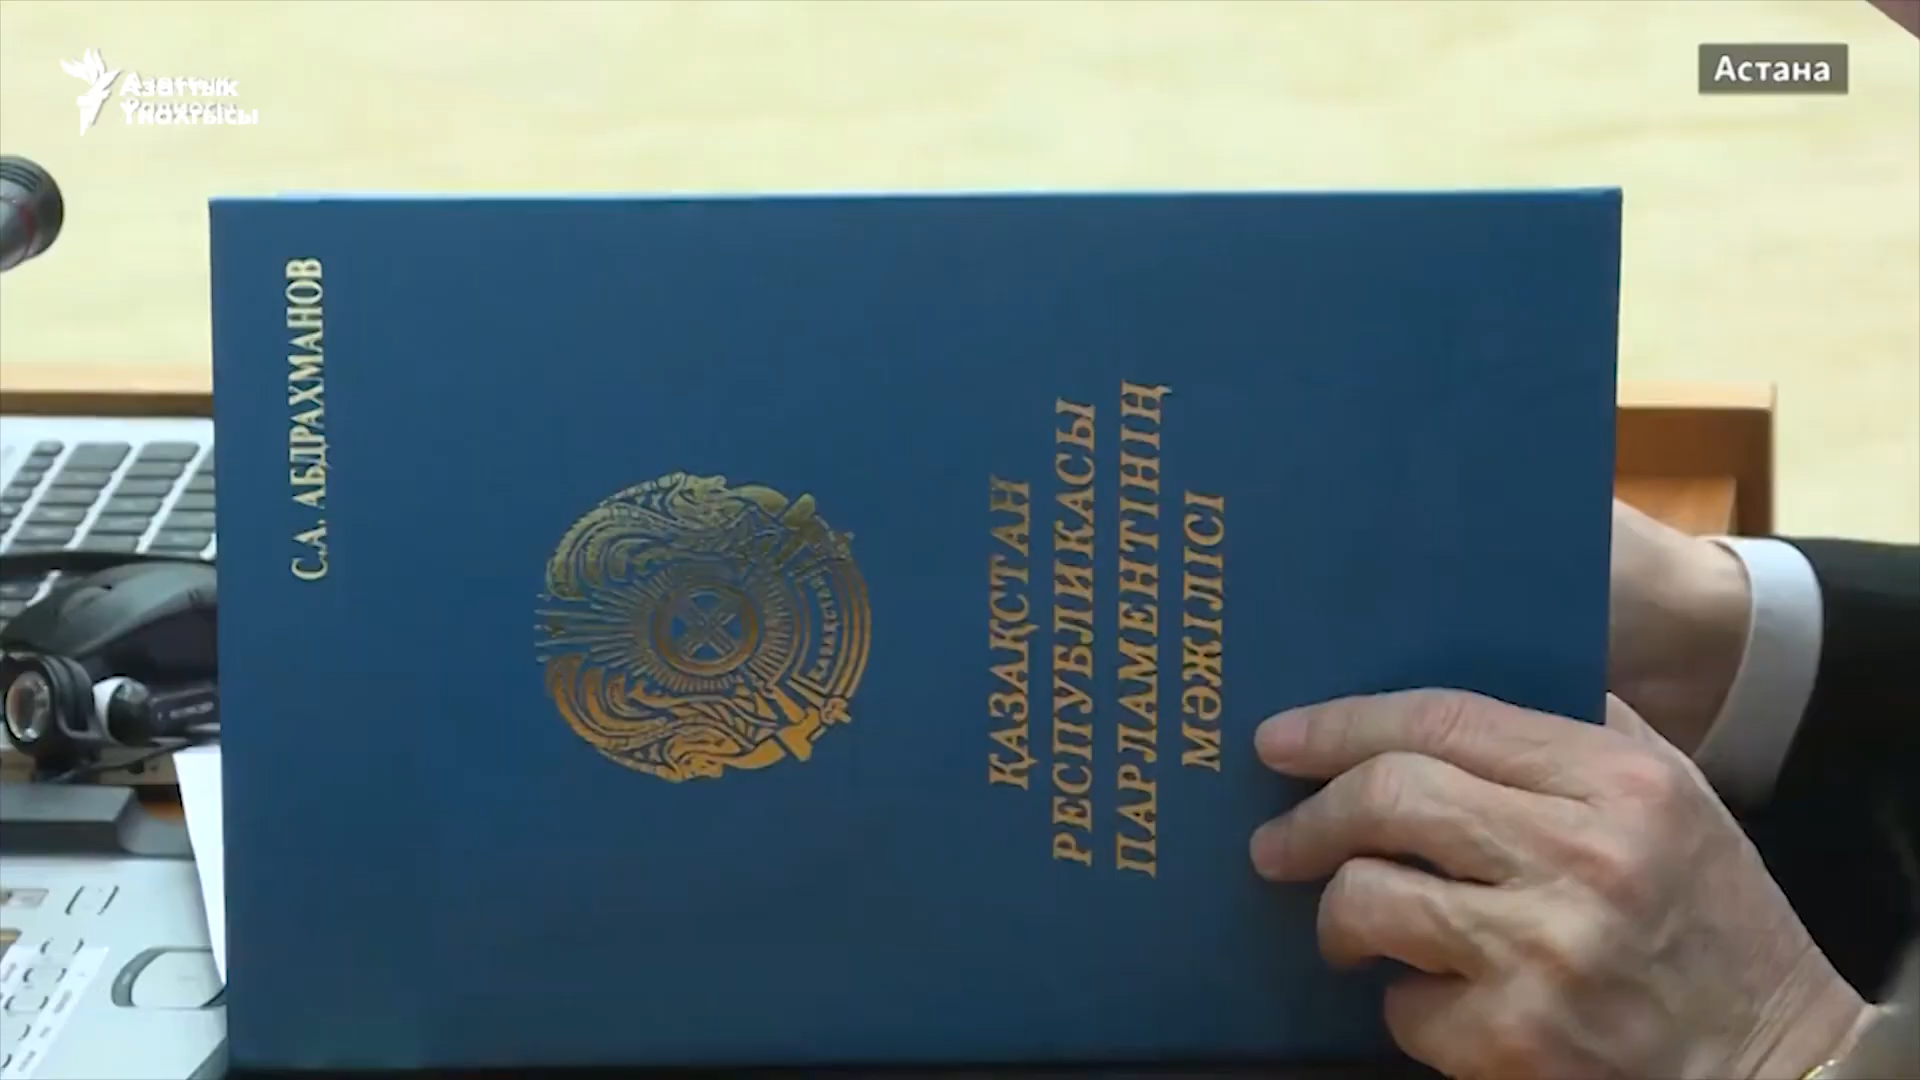 Азаттық
Астана
С.А. АБДРАХМАНОВ
ҚАЗАҚСТАН
РЕСПУБЛИКАСЫ
ПАРЛАМЕНТІНІҢ
МӘЖІЛІСІ